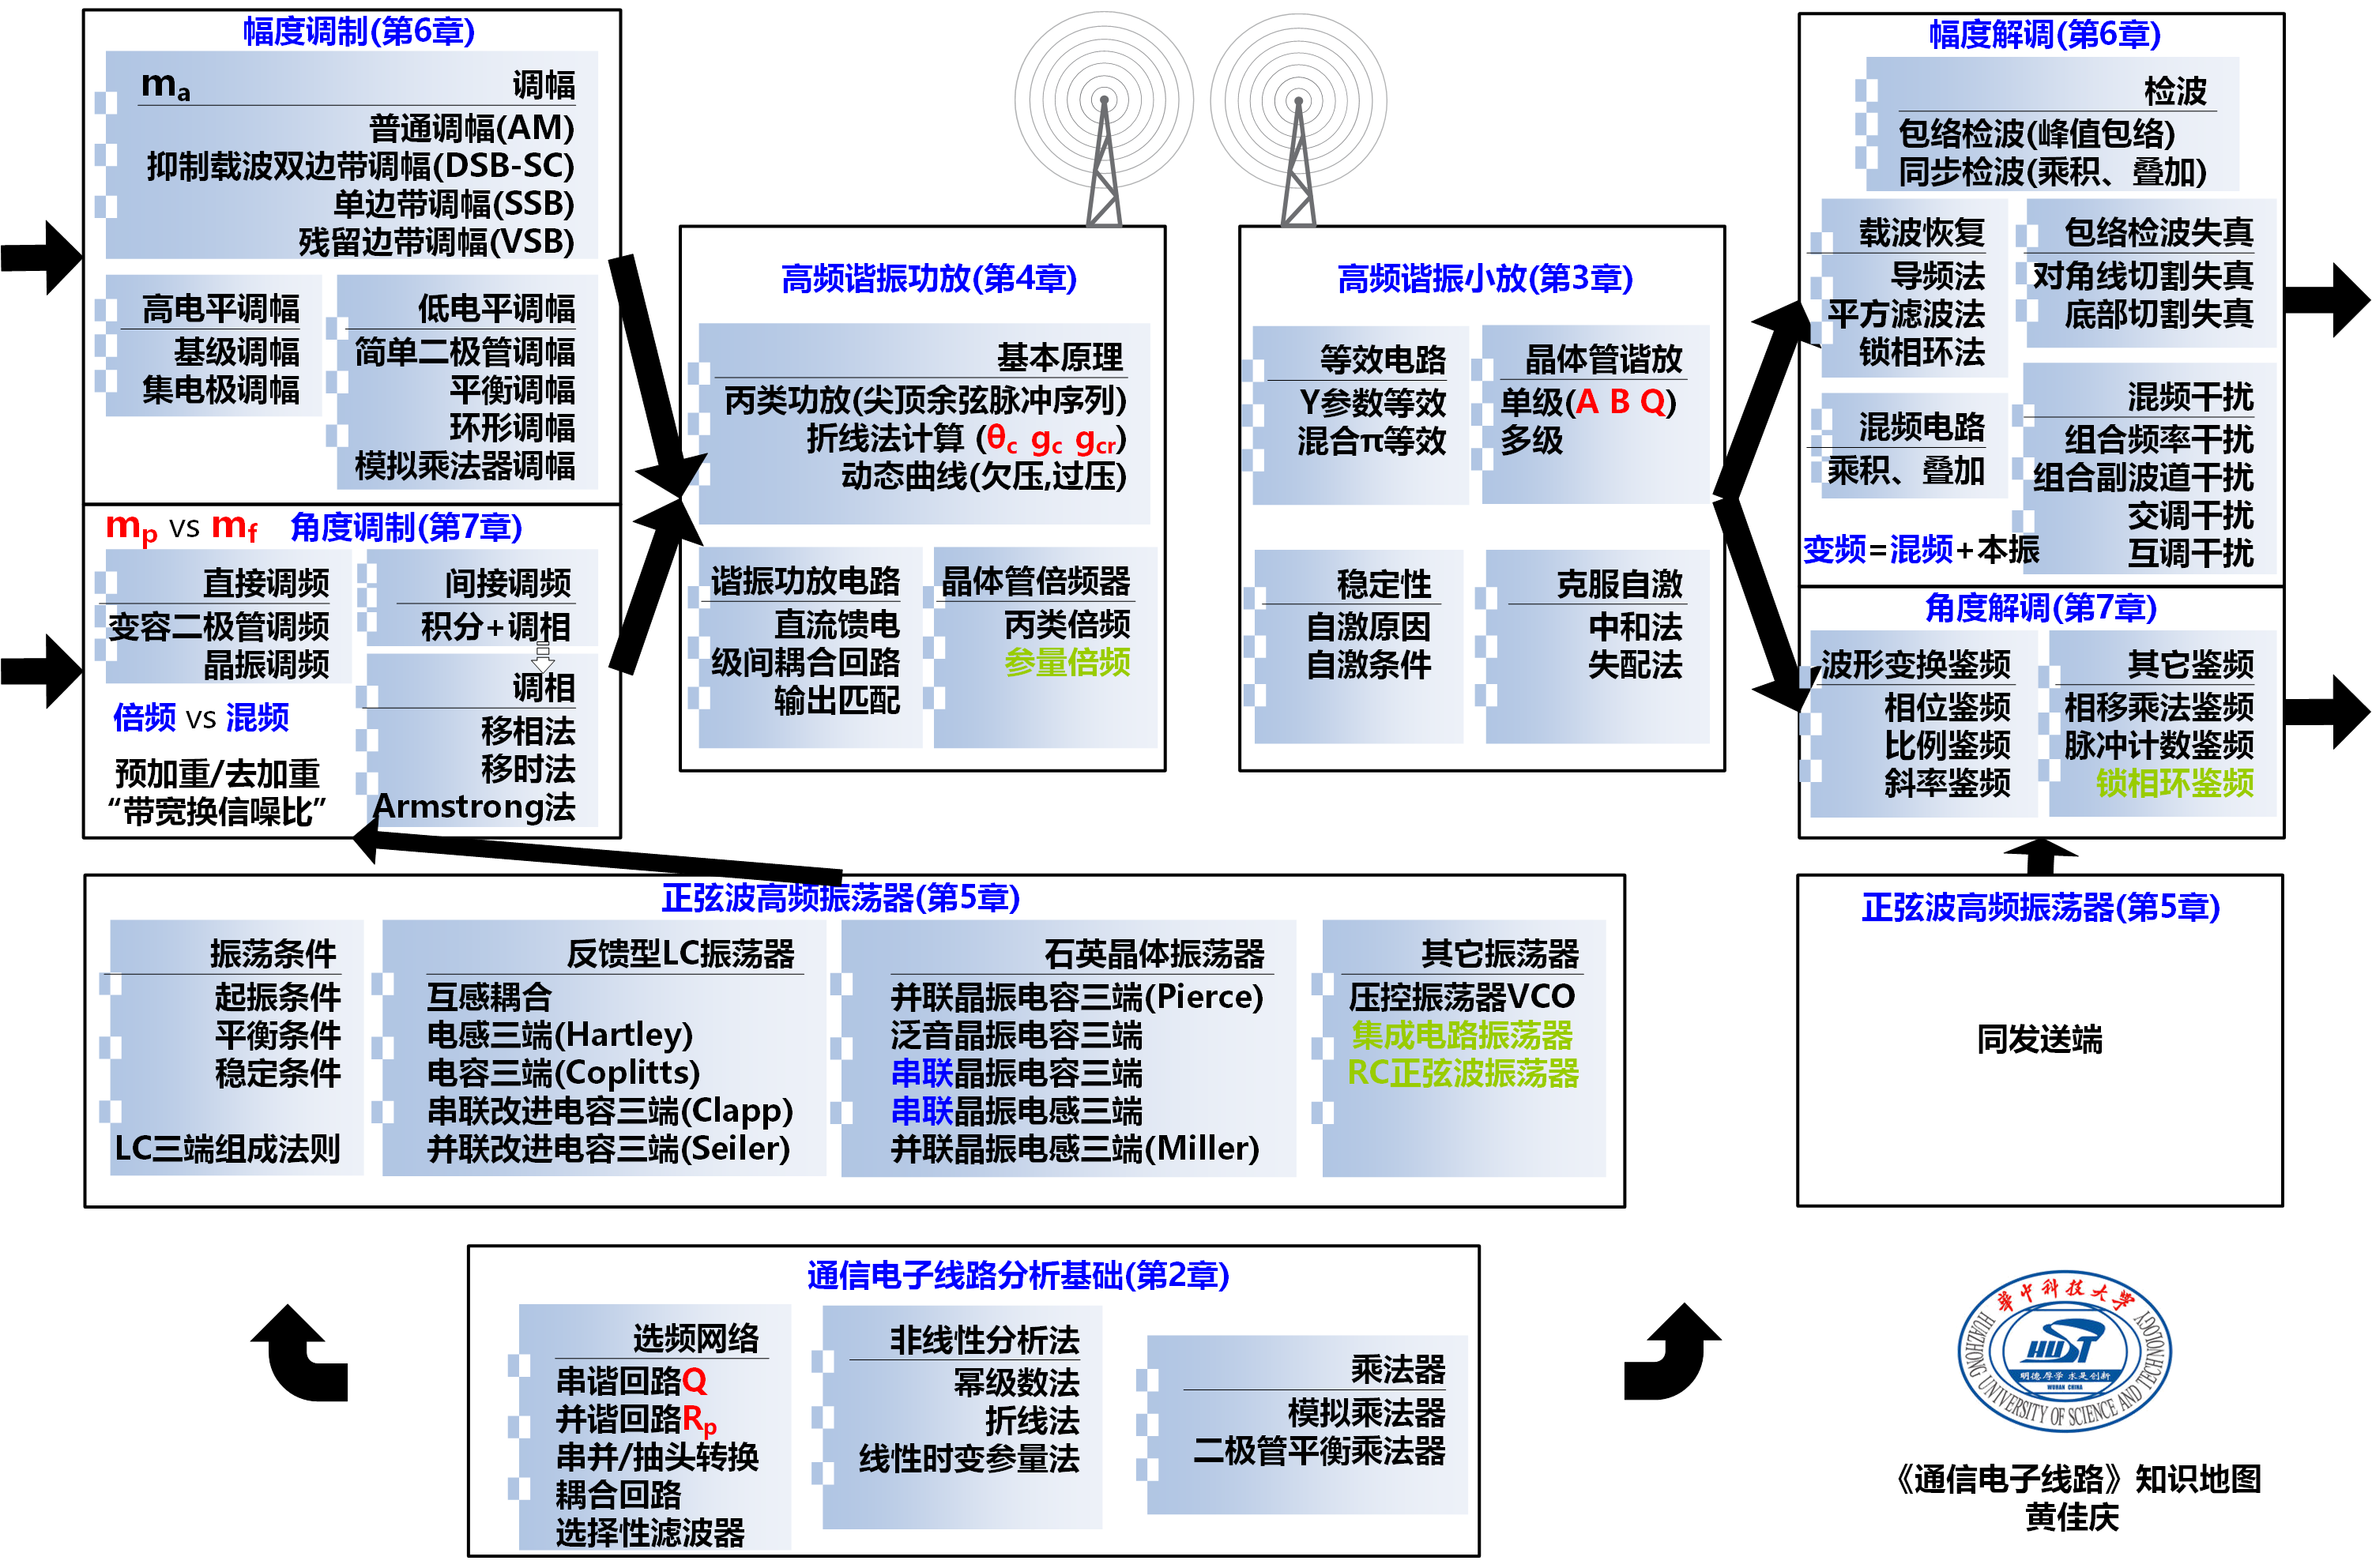 幅度调制(第6章)
ma 调幅
普通调幅(AM)
抑制载波双边带调幅(DSB-SC)
单边带调幅(SSB)
残留边带调幅(VSB)
高电平调幅
基级调幅
集电极调幅
低电平调幅
简单二极管调幅
平衡调幅
环形调幅
模拟乘法器调幅
mp vs mf 角度调制(第7章)
直接调频
变容二极管调频
晶振调频
间接调频
积分+调相
调相
移相法
移时法
Armstrong法
倍频 vs 混频
预加重/去加重
“带宽换信噪比”
高频谐振功放(第4章)
基本原理
丙类功放(尖顶余弦脉冲序列)
折线法计算 (θc gc gcr)
动态曲线(欠压,过压)
谐振功放电路
直流馈电
级间耦合回路
输出匹配
晶体管倍频器
丙类倍频
参量倍频
高频谐振小放(第3章)
等效电路
Y参数等效
混合π等效
晶体管谐放
单级(A B Q)
多级
稳定性
自激原因
自激条件
克服自激
中和法
失配法
幅度解调(第6章)
检波
包络检波(峰值包络)
同步检波(乘积、叠加)
载波恢复
导频法
平方滤波法
锁相环法
包络检波失真
对角线切割失真
底部切割失真
混频电路
乘积、叠加
混频干扰
组合频率干扰
组合副波道干扰
交调干扰
互调干扰
变频=混频+本振
角度解调(第7章)
波形变换鉴频
相位鉴频
比例鉴频
斜率鉴频
其它鉴频
相移乘法鉴频
脉冲计数鉴频
锁相环鉴频
正弦波高频振荡器(第5章)
振荡条件
起振条件
平衡条件
稳定条件
LC三端组成法则
反馈型LC振荡器
互感耦合
电感三端(Hartley)
电容三端(Coplitts)
串联改进电容三端(Clapp)
并联改进电容三端(Seiler)
石英晶体振荡器
并联晶振电容三端(Pierce)
泛音晶振电容三端
串联晶振电容三端
串联晶振电感三端
并联晶振电感三端(Miller)
其它振荡器
压控振荡器VCO
集成电路振荡器
RC正弦波振荡器
正弦波高频振荡器(第5章)
同发送端
通信电子线路分析基础(第2章)
选频网络
串谐回路Q
并谐回路Rp
串并/抽头转换
耦合回路
选择性滤波器
非线性分析法
幂级数法
折线法
线性时变参量法
乘法器
模拟乘法器
二极管平衡乘法器
華中科技大学
HUAZHONG UNIVERSITY OF SCIENCE AND TECHNOLOGY
HUST
明德厚学 求是创新
WUHAN CHINA
《通信电子线路》知识地图
黄佳庆